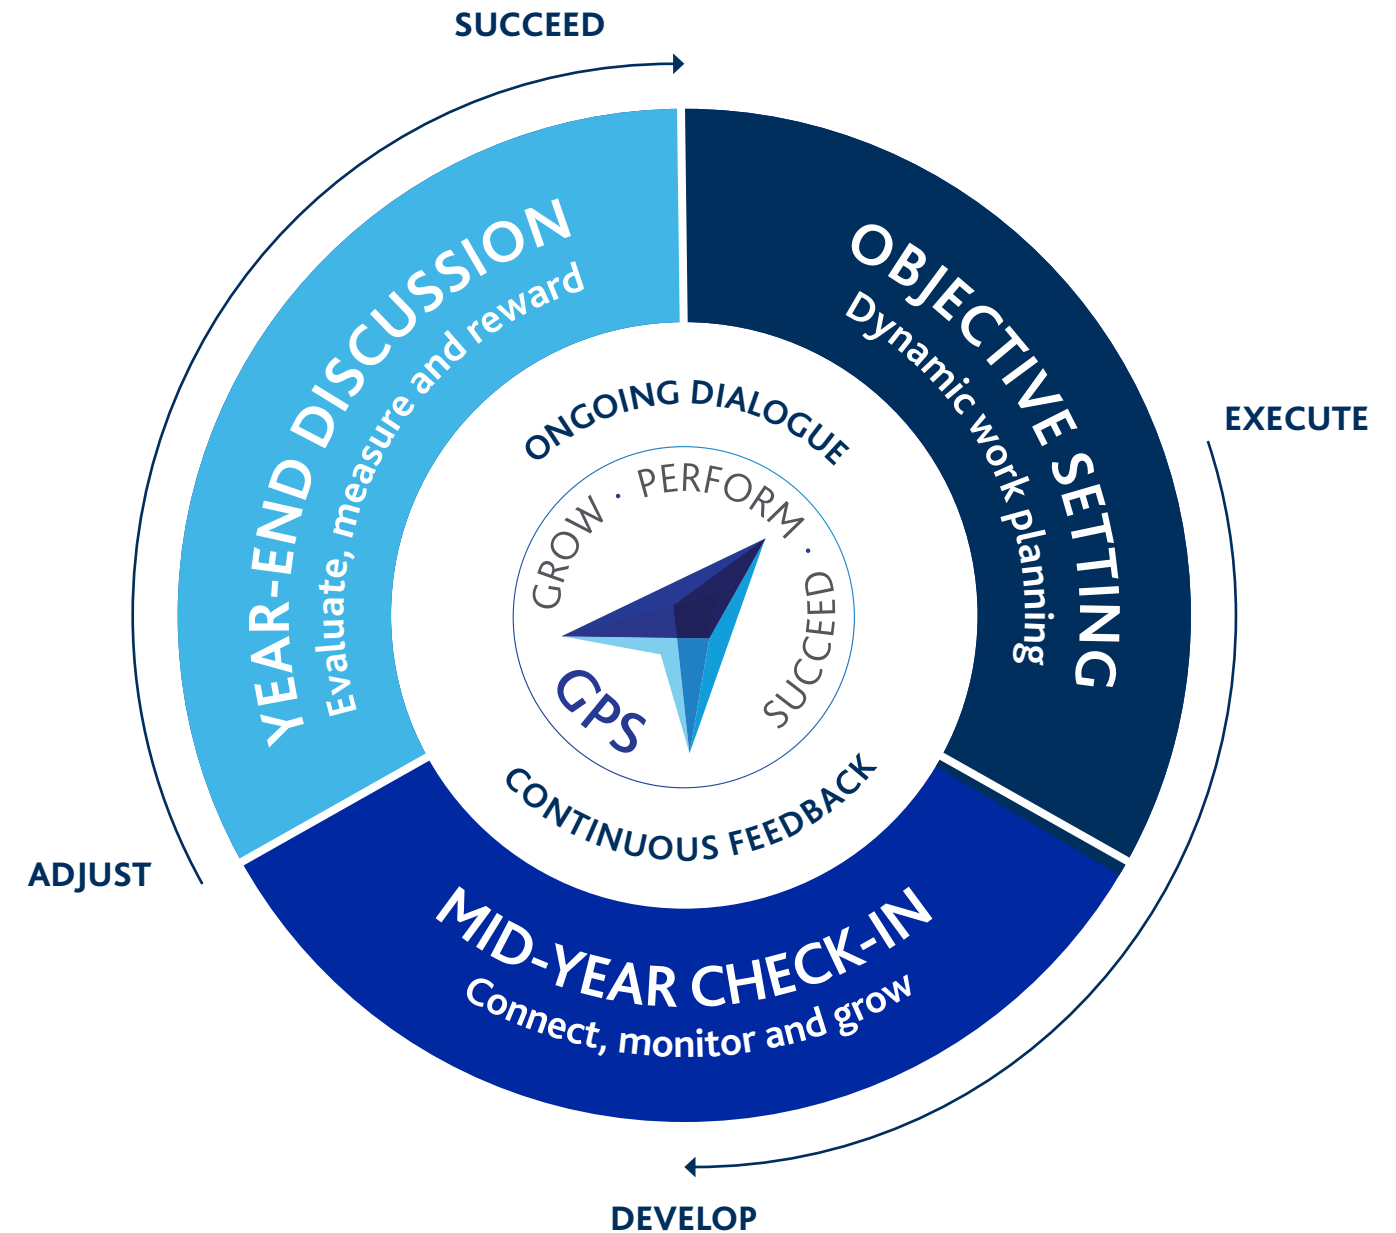 SUCCEED
EXECUTE
DEVELOP
ADJUST
OBJECTIVE SETTING
Dynamic work planning
MID-YEAR CHECK-IN
Connect, monitor and grow
YEAR-END DISCUSSION
Evaluate, measure and reward
ONGOING DIALOGUE
GROW · PERFORM · SUCCEED
GPS
CONTINUOUS FEEDBACK